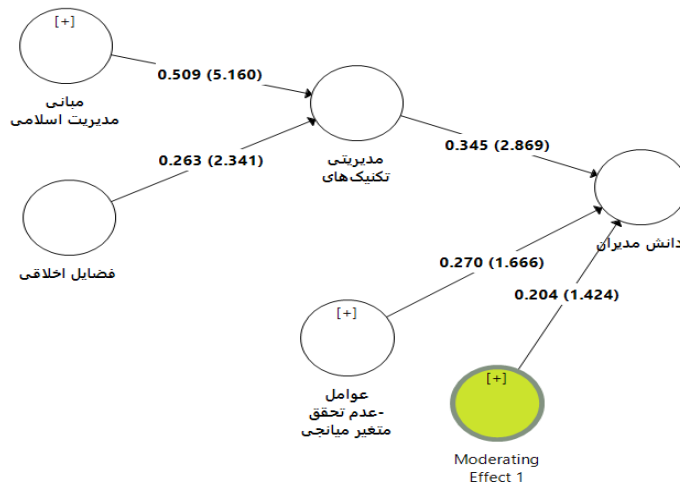 [+]
0.509 (5.160)
مبانی
مدیریت اسلامی
0.263 (2.341)
مدیریتی
تکنیک‌های
0.345 (2.869)
فضایل اخلاقی
دانش مدیران
0.270 (1.666)
0.204 (1.424)
[+]
عوامل
عدم تحقق-
متغیر میانجی
[+]
Moderating
Effect 1